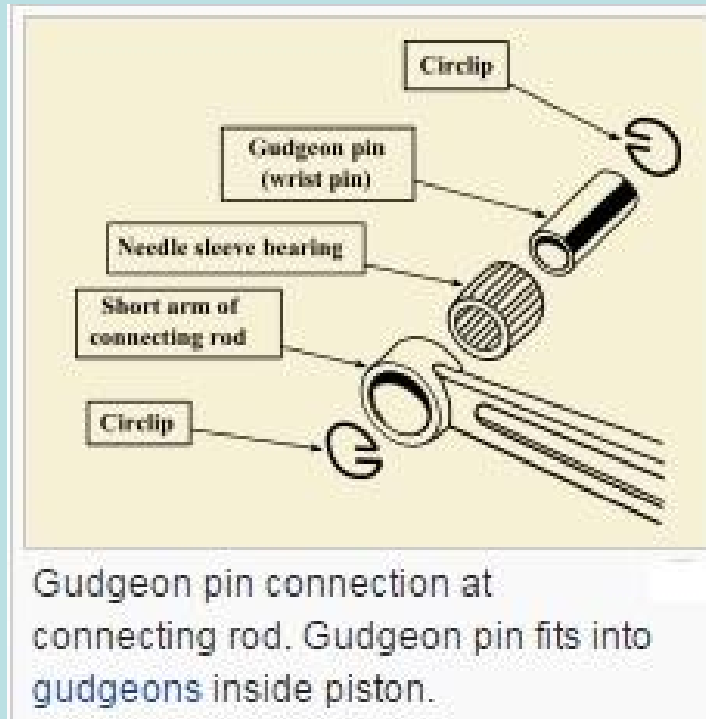 Circlip
Gudgeon pin
(wrist pin)
Needle sleeve bearing
Short arm of
connecting rod
Circlip
Gudgeon pin connection at
connecting rod. Gudgeon pin fits into
gudgeons inside piston.